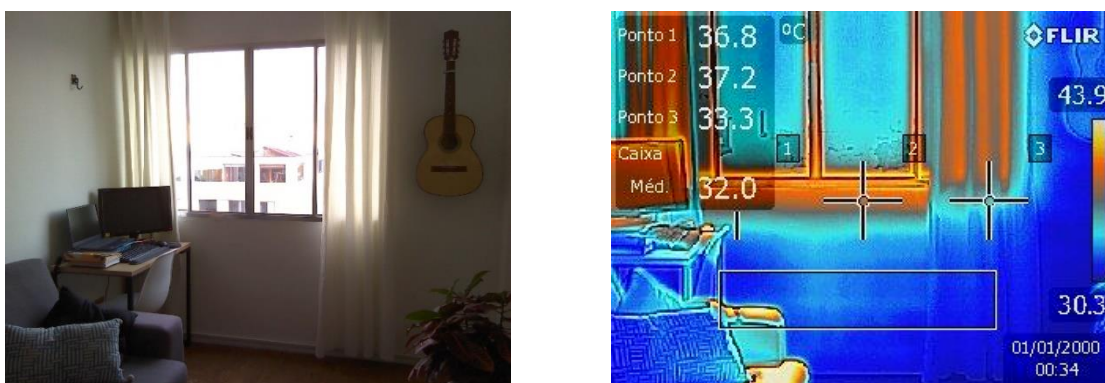 Ponto 1 36.8 ºC
FLIR
Ponto 2 37.2
43.9
Ponto 3 33.3
1 2 3
Caixa
Méd. 32.0
30.3
01/01/2000
00:34